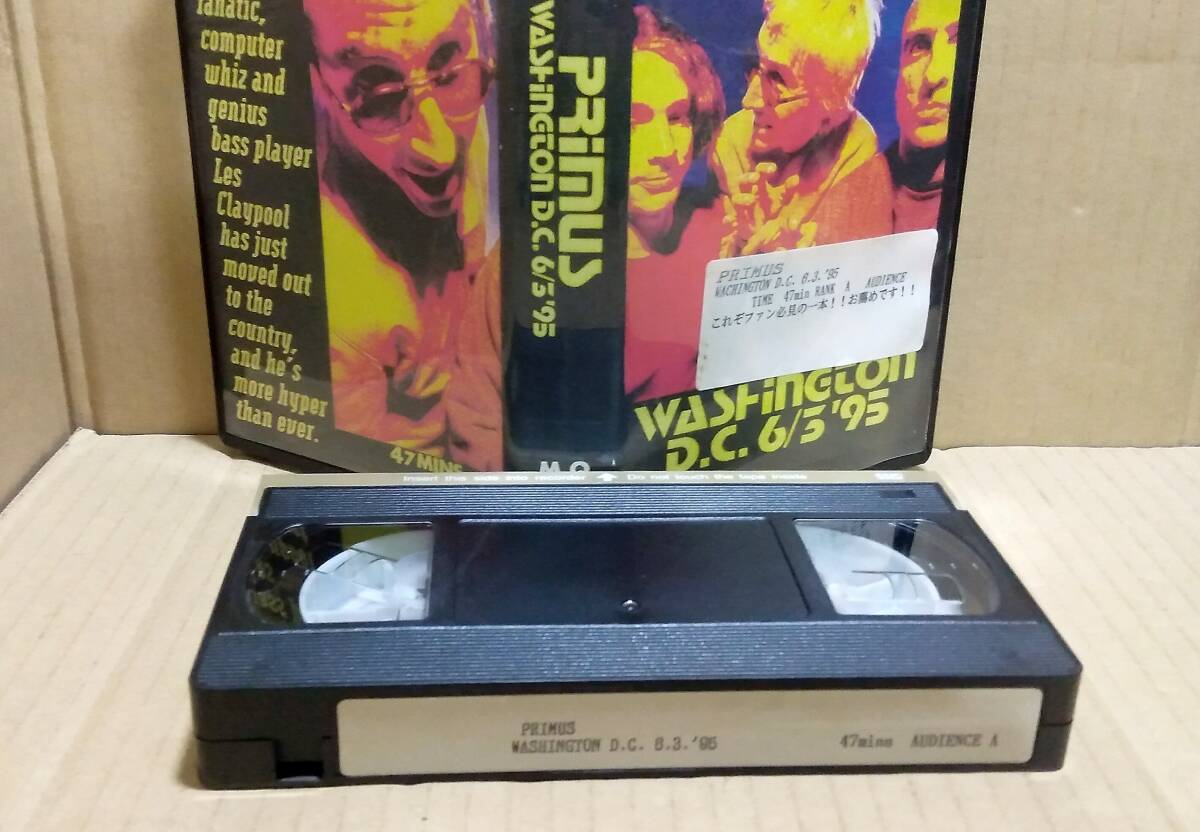 fanatic,
computer
whiz and
genius
bass player
Les
Claypool
has just
moved out
to the
country,
and he's
more hyper
than ever.
47 MINS
PRiMUS
WASHiNGTON D.C. 6/3'95
M Q
PRIMUS
WACHINGTON D.C. 6.3.'95
TIME 47min RANK A AUDIENCE
これぞファン必見の一本!!お薦めです!!
WASHiNGTON
D.C. 6/3'95
Insert this side into recorder Do not touch the tape inside
VHS
PRIMUS
WASHINGTON D.C. 6.3.'95
47mins AUDIENCE A